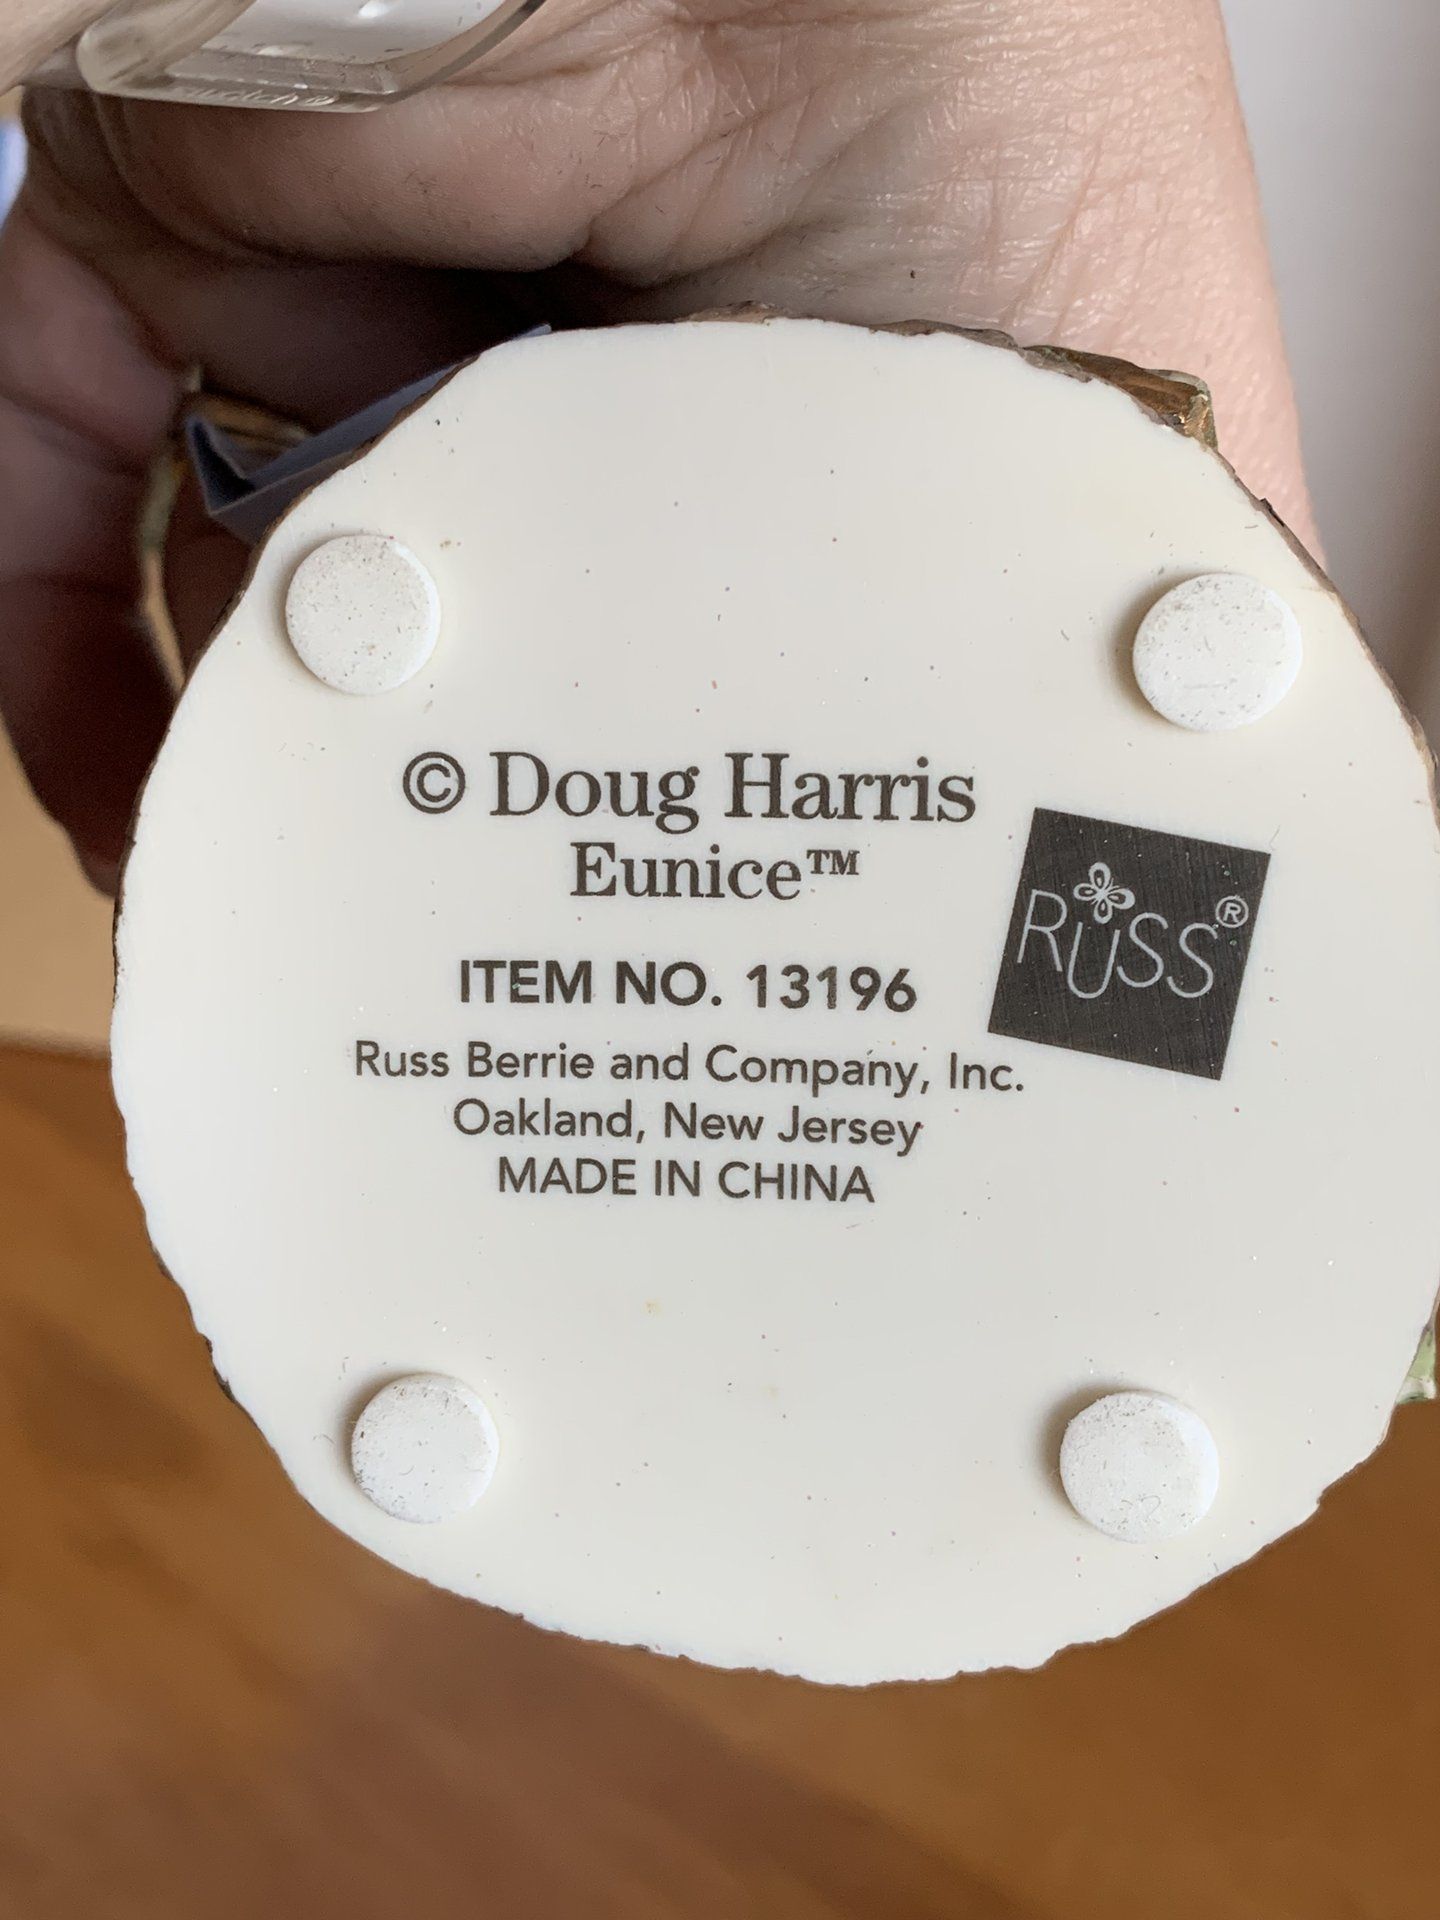 © Doug Harris
Eunice™
ITEM NO. 13196
RUSS®
Russ Berrie and Company, Inc.
Oakland, New Jersey
MADE IN CHINA